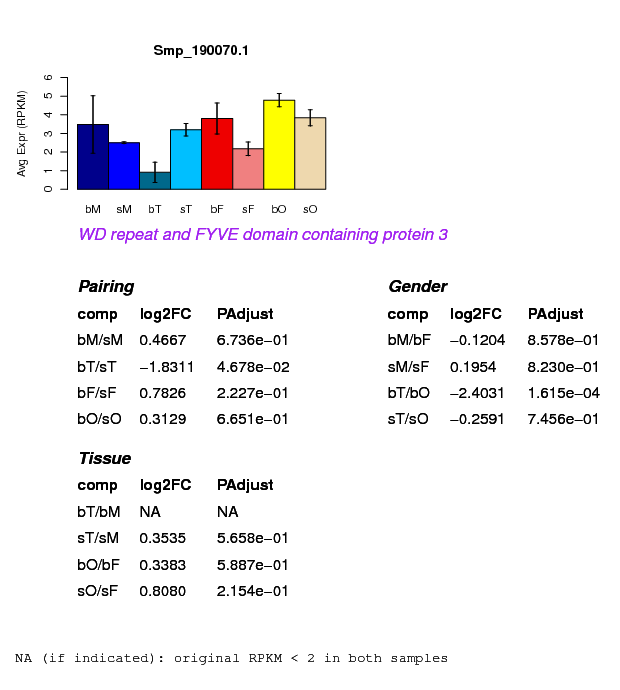 Smp_190070.1
Avg Expr (RPKM)
0 1 2 3 4 5 6
bM sM bT sT bF sF bO sO
WD repeat and FYVE domain containing protein 3
Pairing
comp log2FC PAdjust
bM/sM 0.4667 6.736e−01
bT/sT −1.8311 4.678e−02
bF/sF 0.7826 2.227e−01
bO/sO 0.3129 6.651e−01
Gender
comp log2FC PAdjust
bM/bF −0.1204 8.578e−01
sM/sF 0.1954 8.230e−01
bT/bO −2.4031 1.615e−04
sT/sO −0.2591 7.456e−01
Tissue
comp log2FC PAdjust
bT/bM NA NA
sT/sM 0.3535 5.658e−01
bO/bF 0.3383 5.887e−01
sO/sF 0.8080 2.154e−01
NA (if indicated): original RPKM < 2 in both samples